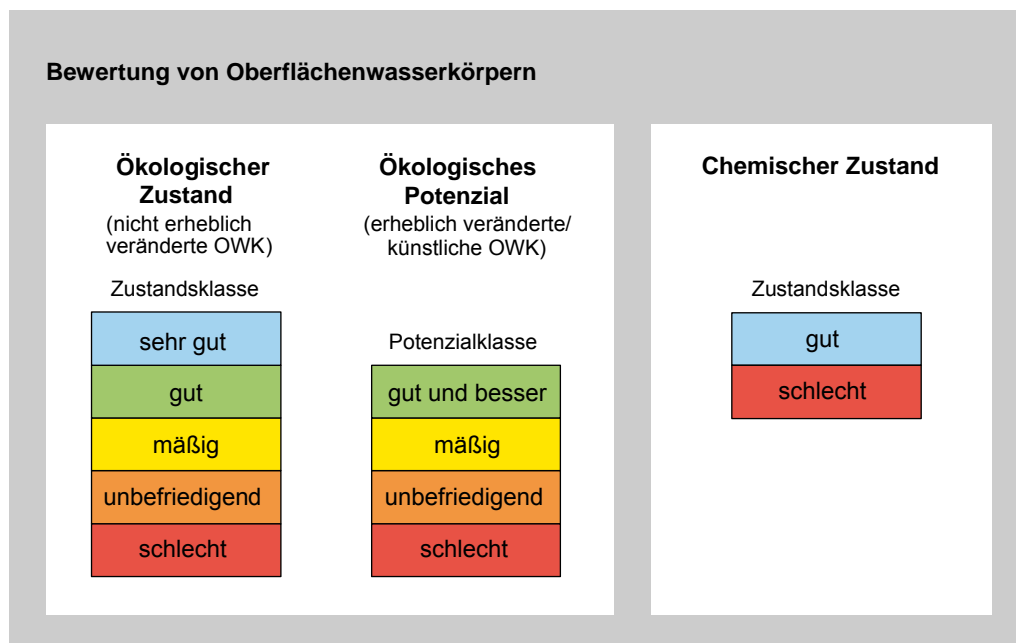 Bewertung von Oberflächenwasserkörpern
Ökologischer
Zustand
(nicht erheblich
veränderte OWK)
Zustandsklasse
sehr gut
gut
mäßig
unbefriedigend
schlecht
Ökologisches
Potenzial
(erheblich veränderte/
künstliche OWK)
Potenzialklasse
gut und besser
mäßig
unbefriedigend
schlecht
Chemischer Zustand
Zustandsklasse
gut
schlecht